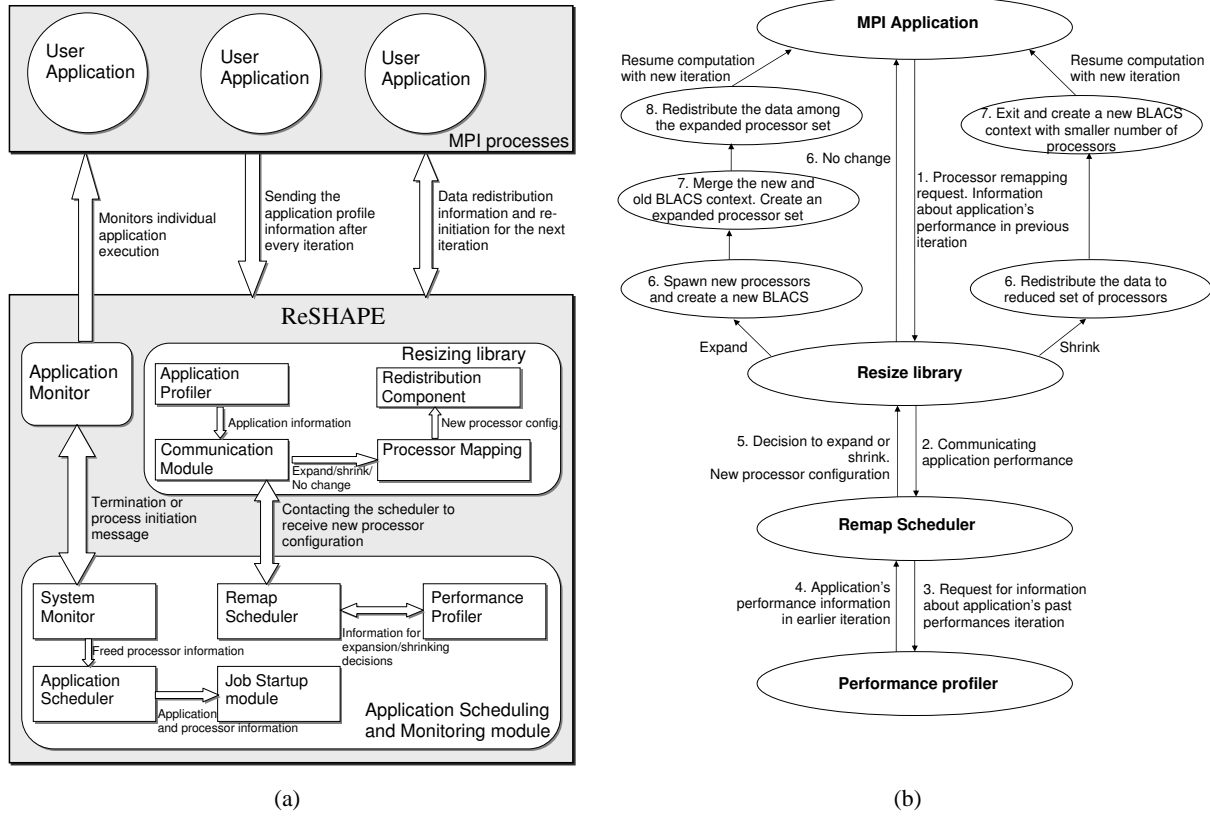 User
Application
User
Application
User
Application
MPI processes
Monitors individual
application
execution
Sending the
application profile
information after
every iteration
Data redistribution
information and re-
initiation for the next
iteration
ReSHAPE
Application
Monitor
Resizing library
Application
Profiler
Redistribution
Component
Application information
New processor config.
Communication
Module
Processor Mapping
Expand/shrink/
No change
Termination or
process initiation
message
Contacting the scheduler to
receive new processor
configuration
System
Monitor
Remap
Scheduler
Performance
Profiler
Freed processor information
Information for
expansion/shrinking
decisions
Application
Scheduler
Job Startup
module
Application
and processor information
Application Scheduling
and Monitoring module
(a)
MPI Application
Resume computation
with new iteration
Resume computation
with new iteration
8. Redistribute the data among
the expanded processor set
7. Exit and create a new BLACS
context with smaller number of
processors
6. No change
1. Processor remapping
request. Information
about application's
performance in previous
iteration
7. Merge the new and
old BLACS context. Create an
expanded processor set
6. Spawn new processors
and create a new BLACS
6. Redistribute the data to
reduced set of processors
Expand
Shrink
Resize library
5. Decision to expand or
shrink.
New processor configuration
2. Communicating
application performance
Remap Scheduler
4. Application's
performance information
in earlier iteration
3. Request for information
about application's past
performances iteration
Performance profiler
(b)